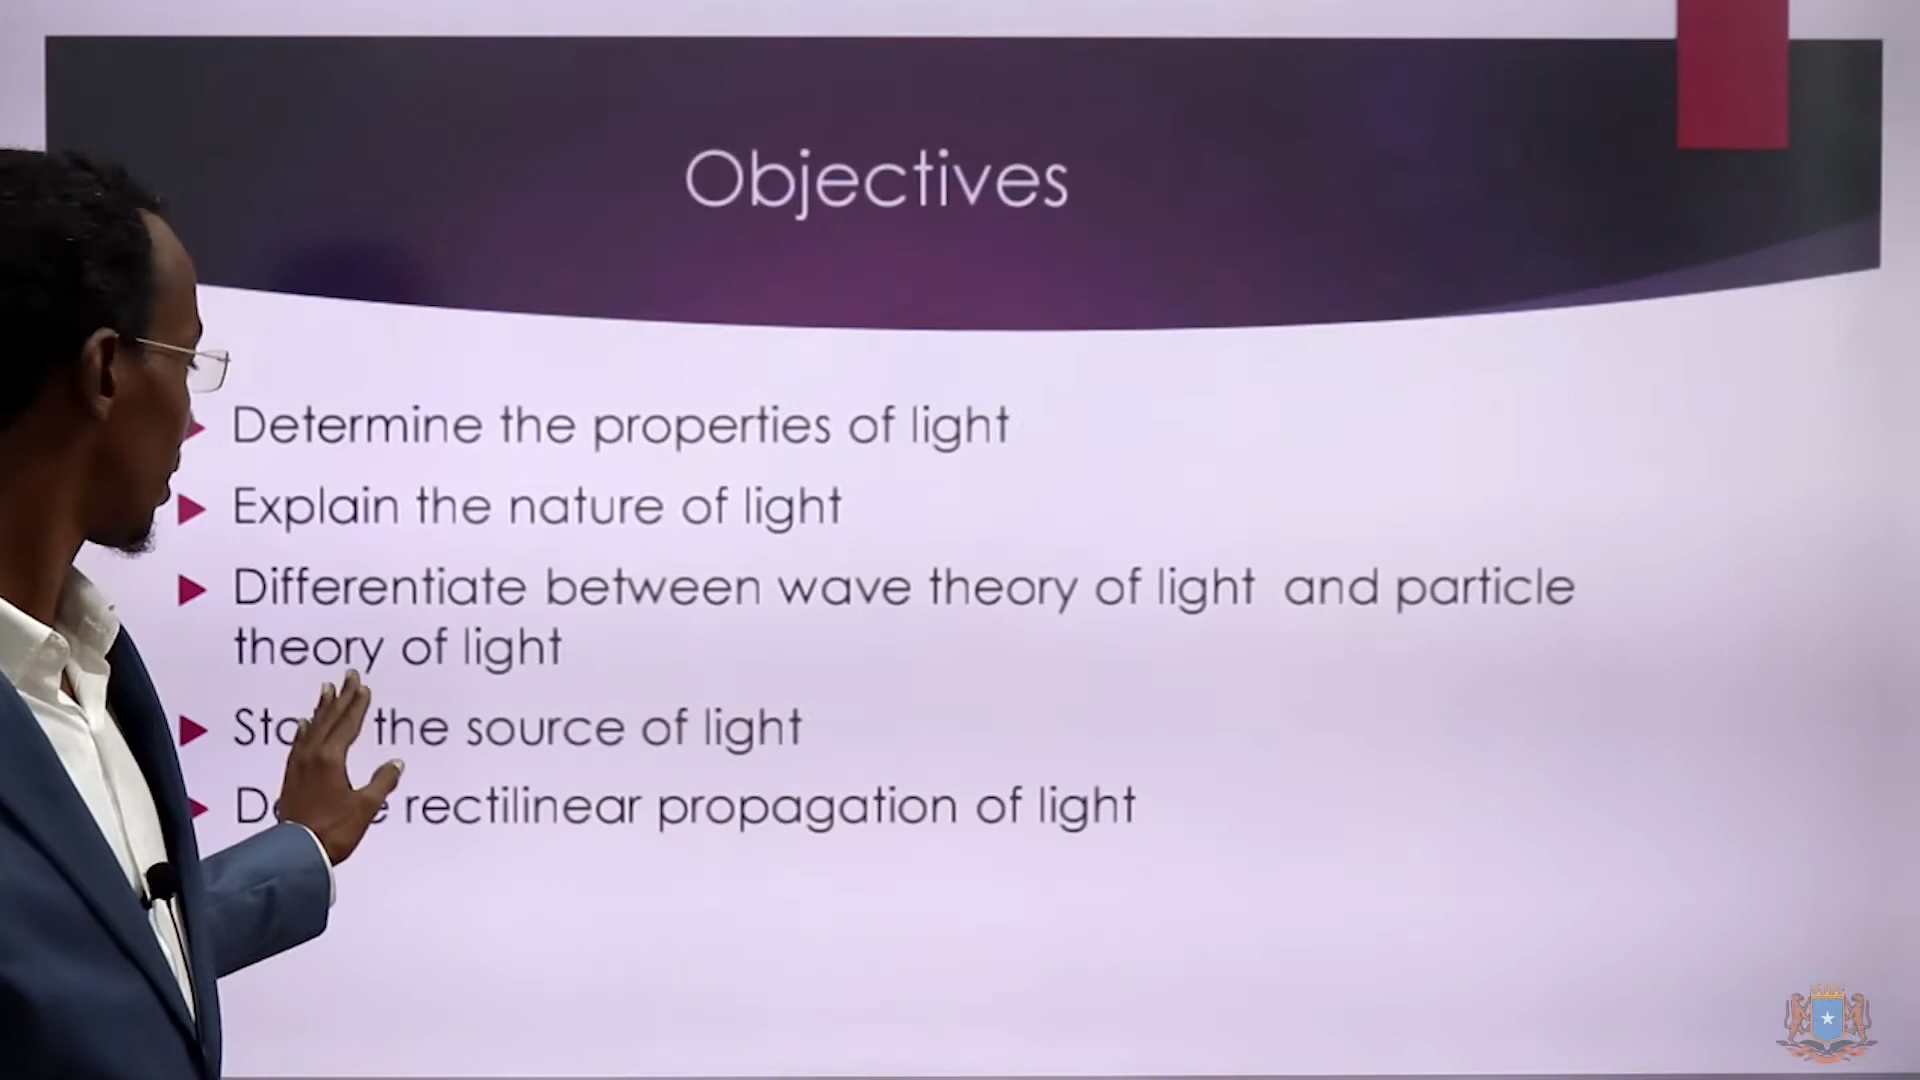 Objectives
Determine the properties of light
Explain the nature of light
Differentiate between wave theory of light and particle
theory of light
the source of light
rectilinear propagation of light